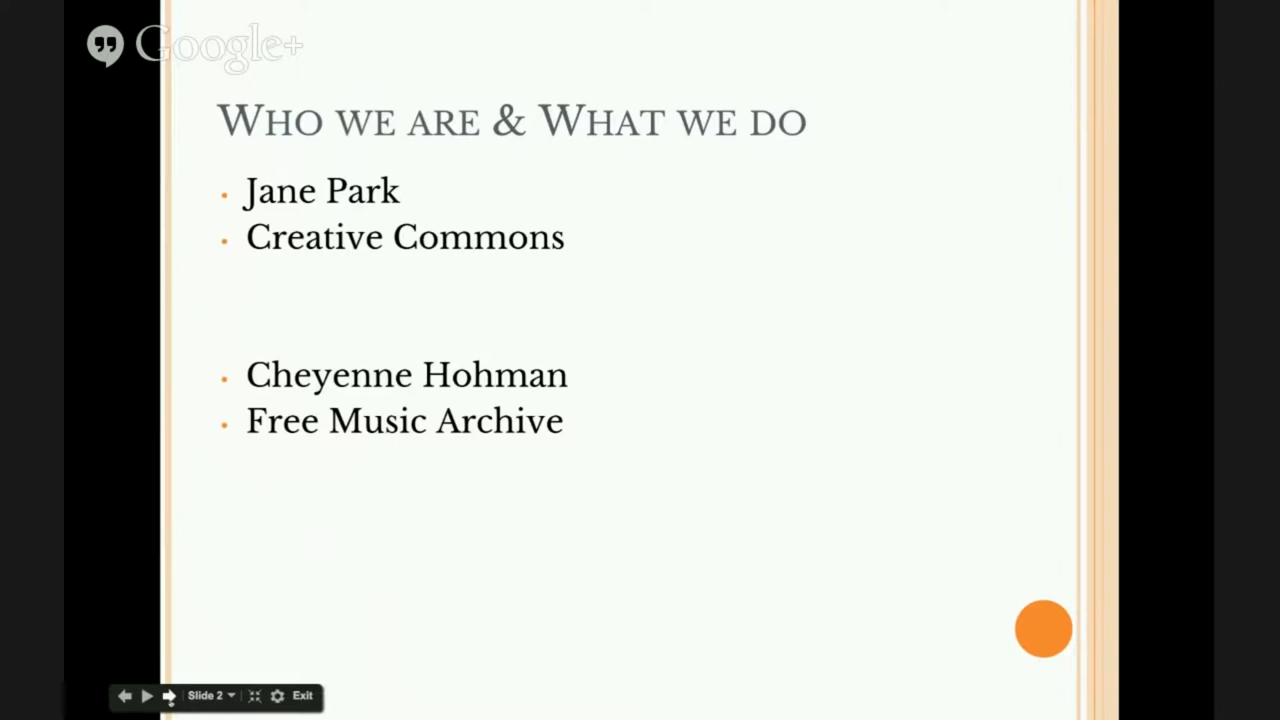 Google+
WHO WE ARE & WHAT WE DO
Jane Park
Creative Commons
Cheyenne Hohman
Free Music Archive
Slide 2 Exit